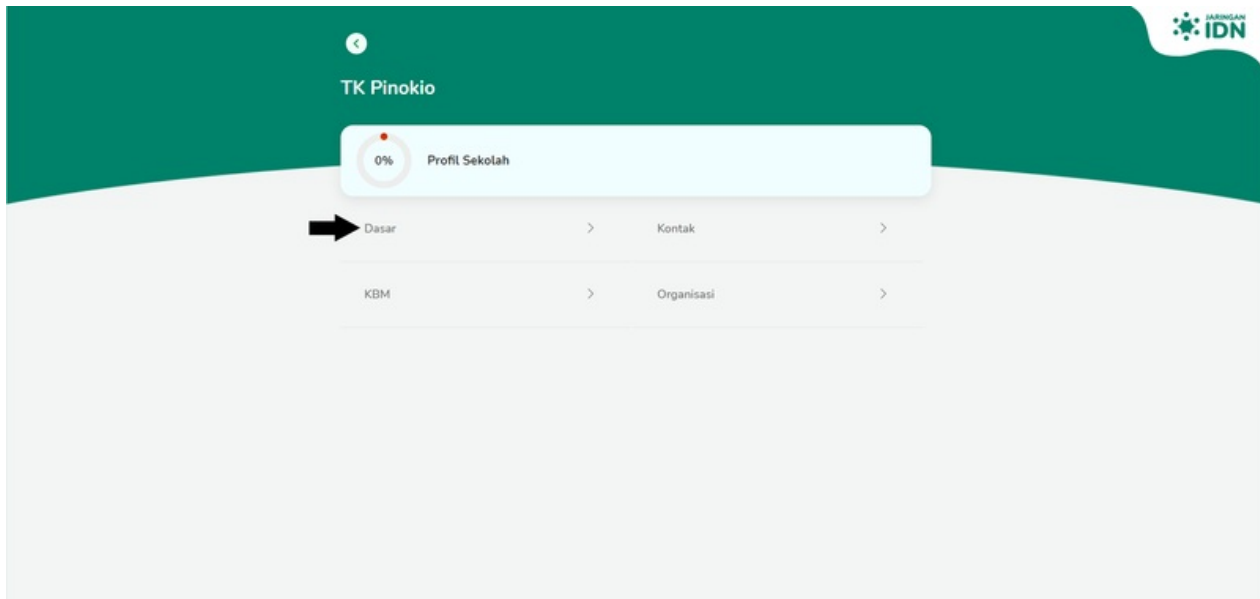 JARINGAN
IDN
TK Pinokio
0% Profil Sekolah
Dasar Kontak
KBM Organisasi